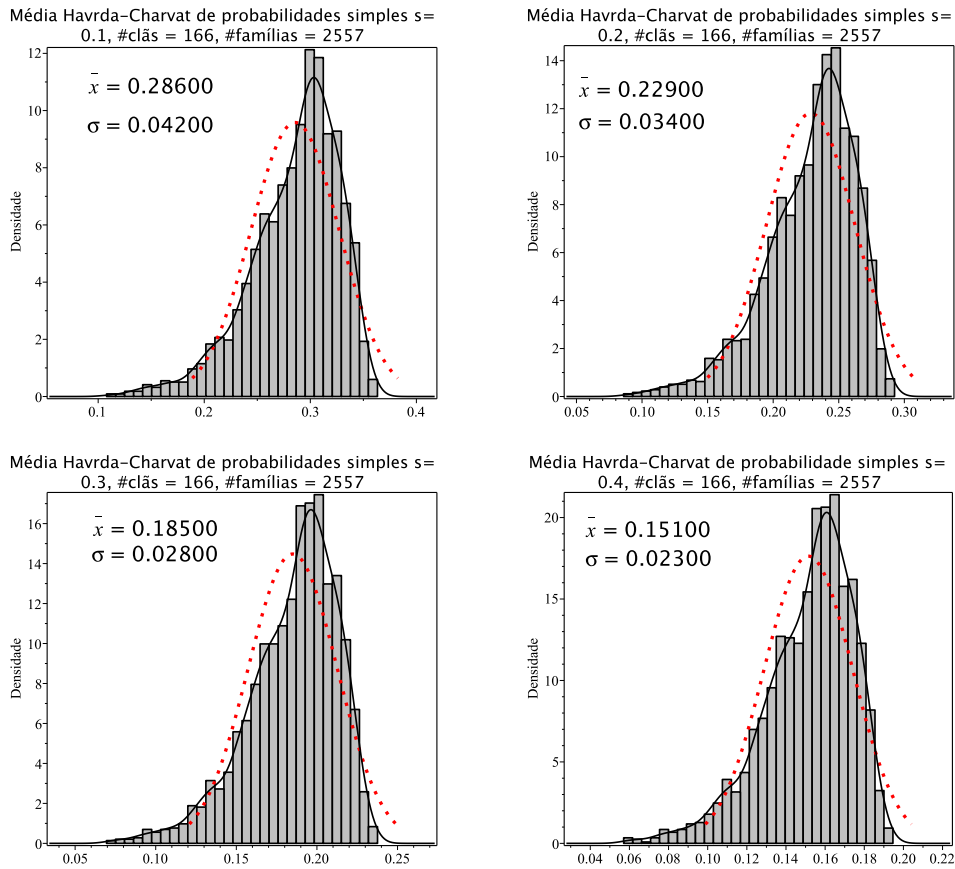 Média Havrda-Charvat de probabilidades simples s=
0.1, #clãs = 166, #famílias = 2557
x̄ = 0.28600
σ = 0.04200
Densidade
12
10
8
6
4
2
0
0.1 0.2 0.3 0.4
Média Havrda-Charvat de probabilidades simples s=
0.2, #clãs = 166, #famílias = 2557
x̄ = 0.22900
σ = 0.03400
Densidade
14
12
10
8
6
4
2
0
0.05 0.10 0.15 0.20 0.25 0.30
Média Havrda-Charvat de probabilidades simples s=
0.3, #clãs = 166, #famílias = 2557
x̄ = 0.18500
σ = 0.02800
Densidade
16
14
12
10
8
6
4
2
0
0.05 0.10 0.15 0.20 0.25
Média Havrda-Charvat de probabilidades simples s=
0.4, #clãs = 166, #famílias = 2557
x̄ = 0.15100
σ = 0.02300
Densidade
20
15
10
5
0
0.04 0.06 0.08 0.10 0.12 0.14 0.16 0.18 0.20 0.22